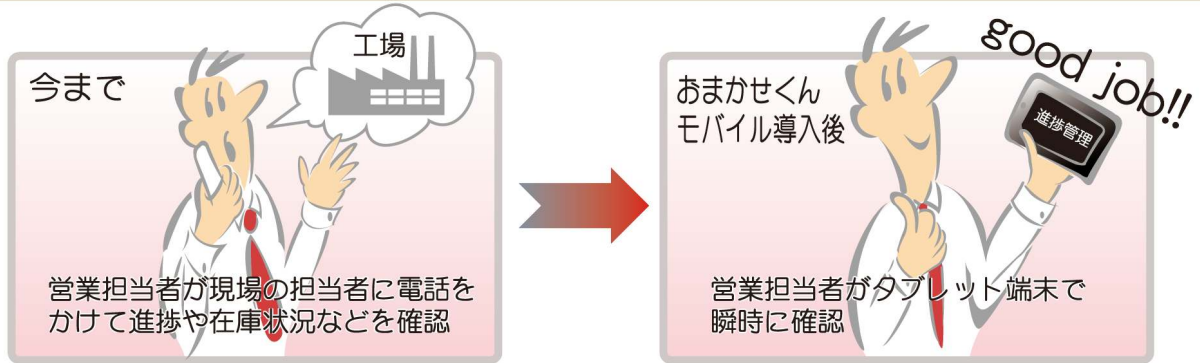 今まで
工場
営業担当者が現場の担当者に電話を
かけて進捗や在庫状況などを確認
おまかせくん
モバイル導入後
good job!!
進捗管理
営業担当者がタブレット端末で
瞬時に確認